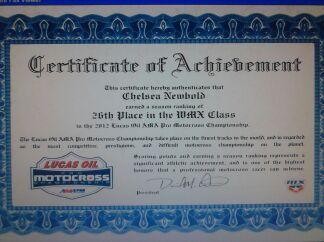 Certificate of Achievement
This certificate hereby authenticates that
Chelsea Newbold
earned a season ranking of
26th Place in the WMX Class
in the 2012 Lucas Oil AMA Pro Motocross Championship.
The Lucas Oil AMA Pro Motocross Championship takes place on the finest tracks in the world, and is regarded
as the most competitive, prestigious, and difficult motocross championship on the planet.
Scoring points and earning a season ranking represents a
significant athletic achievement, and is one of the highest
honors that a professional motocross racer can achieve.
LUCAS OIL
PRO
MOTOCROSS
President
MX